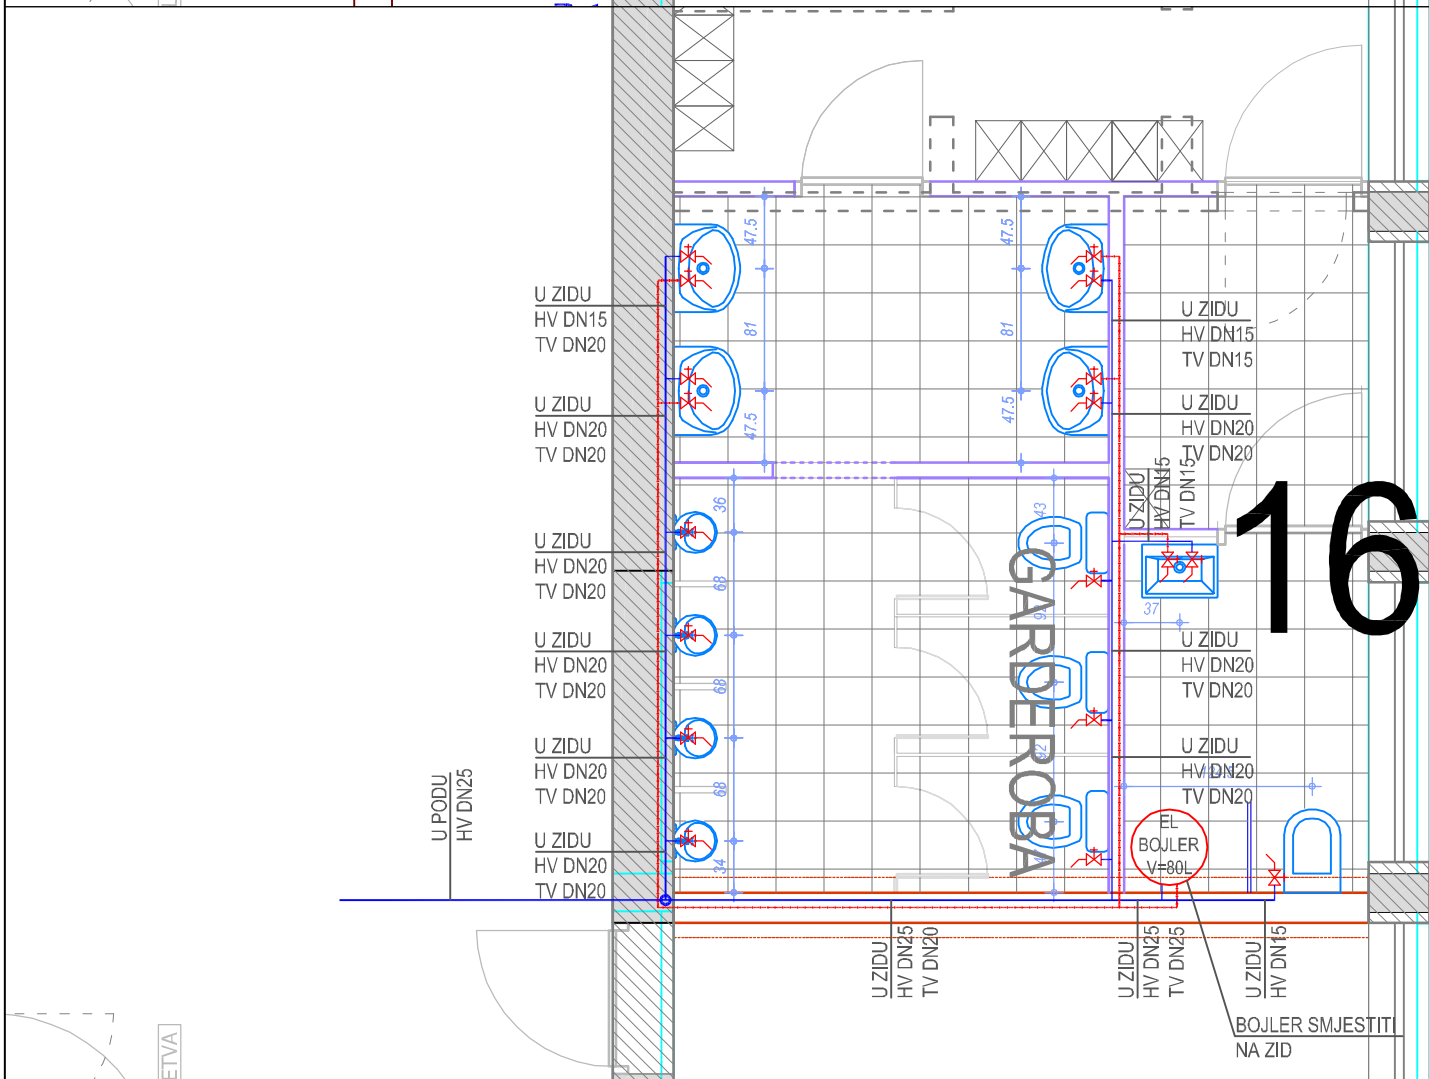 47.5
47.5
U ZIDU
HV DN15
TV DN20
81
81
U ZIDU
HV DN15
TV DN15
U ZIDU
HV DN20
TV DN20
47.5
47.5
U ZIDU
HV DN20
TV DN20
U ZIDU
HV DN15
TV DN15
16
36
43
U ZIDU
HV DN20
TV DN20
68
GARDEROBA
37
U ZIDU
HV DN20
TV DN20
68
U ZIDU
HV DN20
TV DN20
U ZIDU
HV DN20
TV DN20
92
U ZIDU
HV DN20
TV DN20
68
U PODU
HV DN25
EL
BOJLER
V=80L
U ZIDU
HV DN20
TV DN20
34
U ZIDU
HV DN25
TV DN20
U ZIDU
HV DN25
TV DN25
U ZIDU
HV DN15
BOJLER SMJESTITI
NA ZID
ETVA